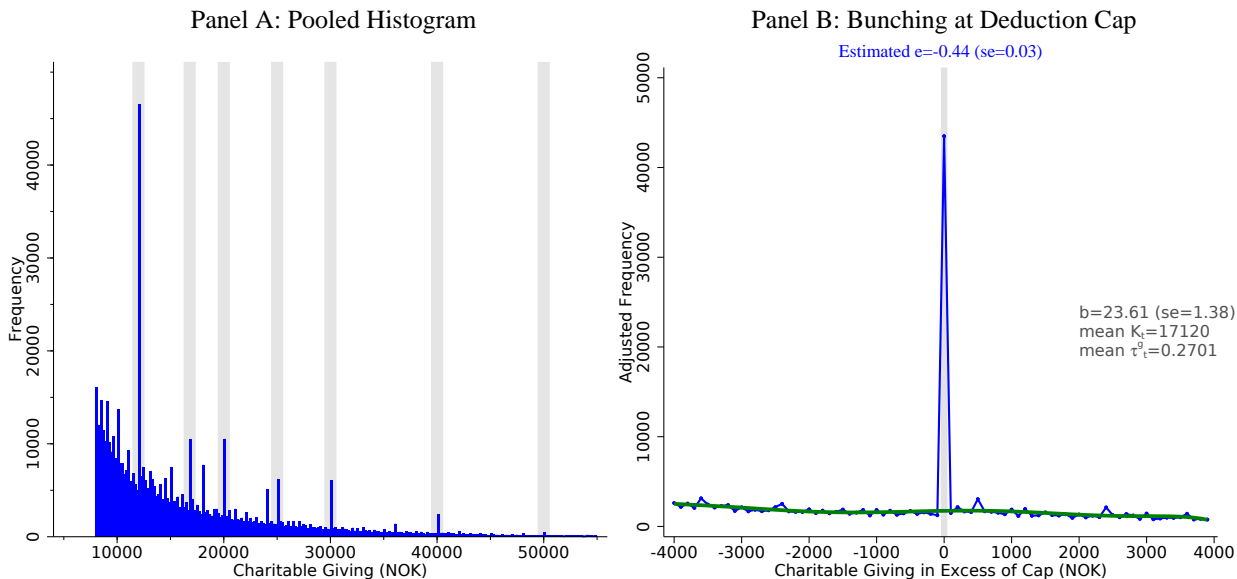 Panel A: Pooled Histogram
Frequency
0
10000
20000
30000
40000
10000
20000
30000
40000
50000
Charitable Giving (NOK)
Panel B: Bunching at Deduction Cap
Estimated e=-0.44 (se=0.03)
Adjusted Frequency
0
10000
20000
30000
40000
50000
b=23.61 (se=1.38)
mean Kₜ=17120
mean τᵍₜ=0.2701
-4000
-3000
-2000
-1000
0
1000
2000
3000
4000
Charitable Giving in Excess of Cap (NOK)